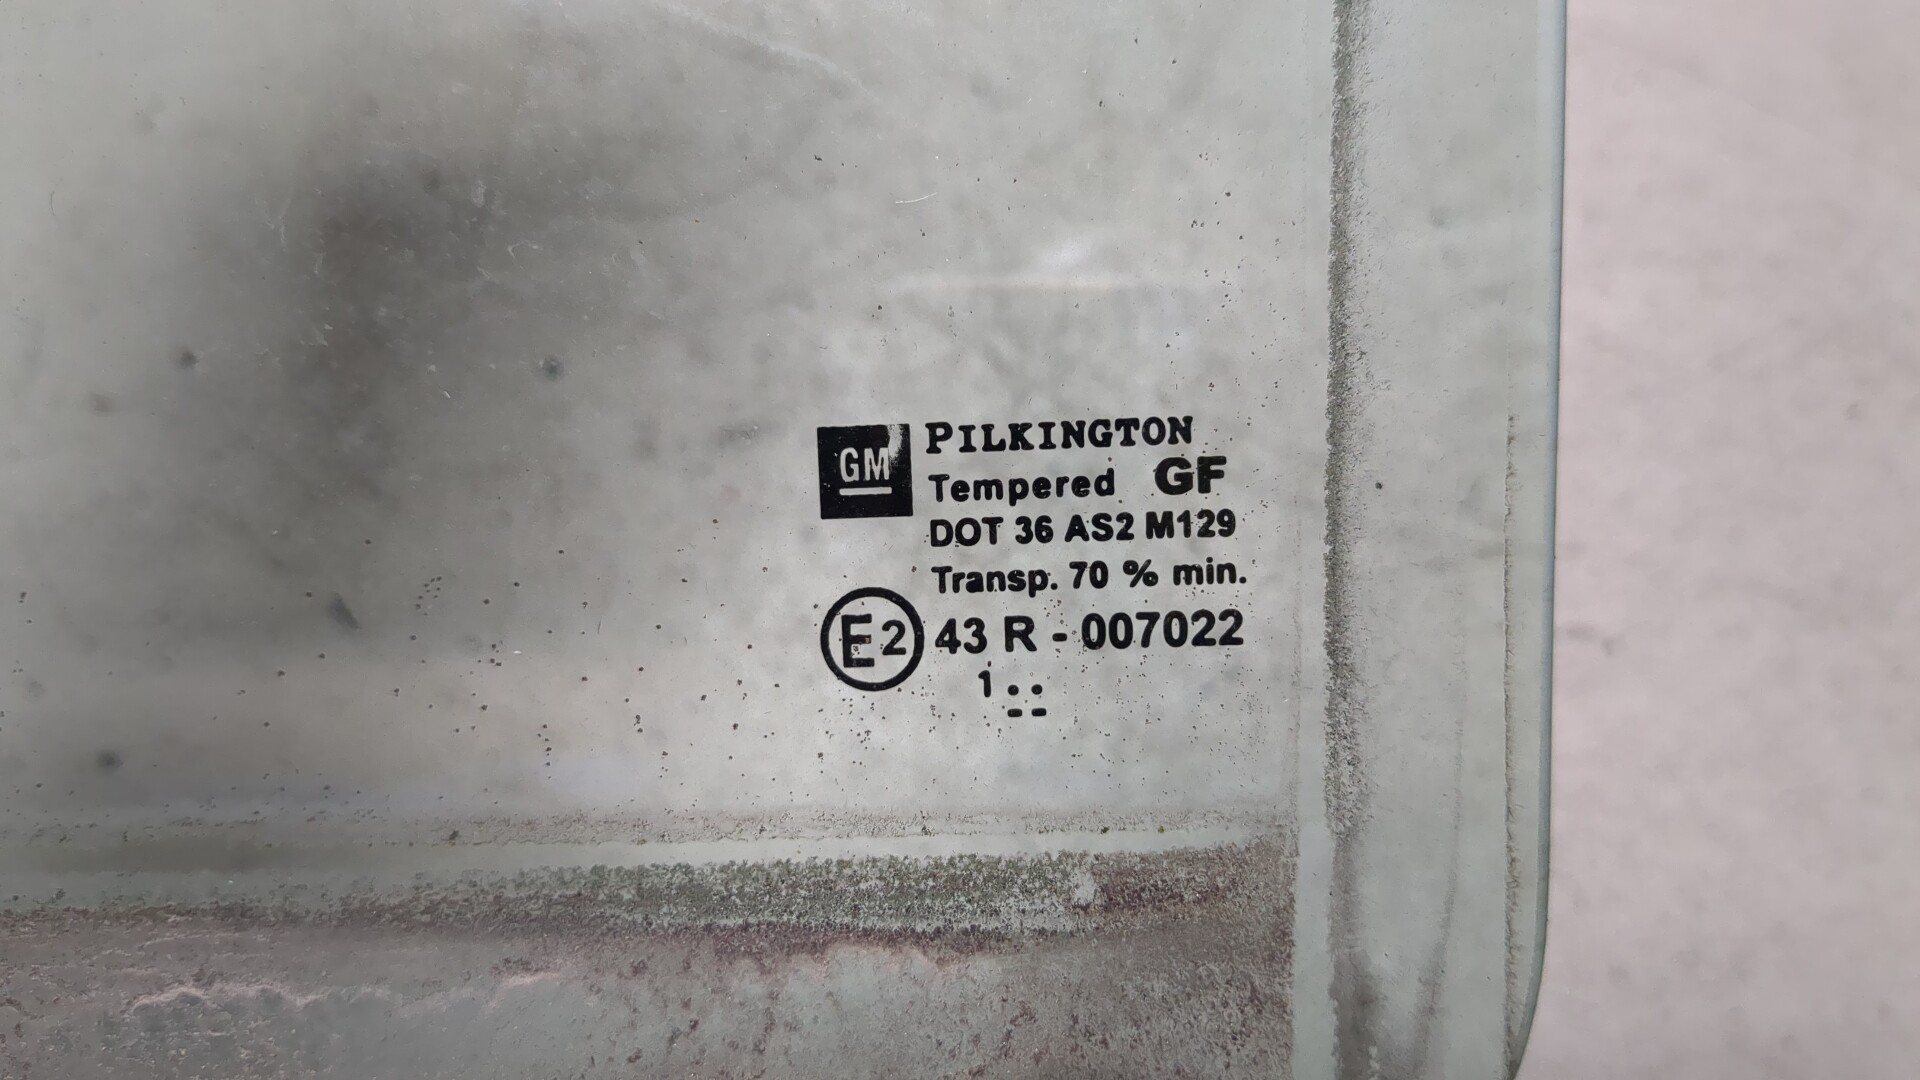 GM
PILKINGTON
Tempered GF
DOT 36 AS2 M129
Transp. 70 % min.
E2 43 R - 007022
1 . .
- -